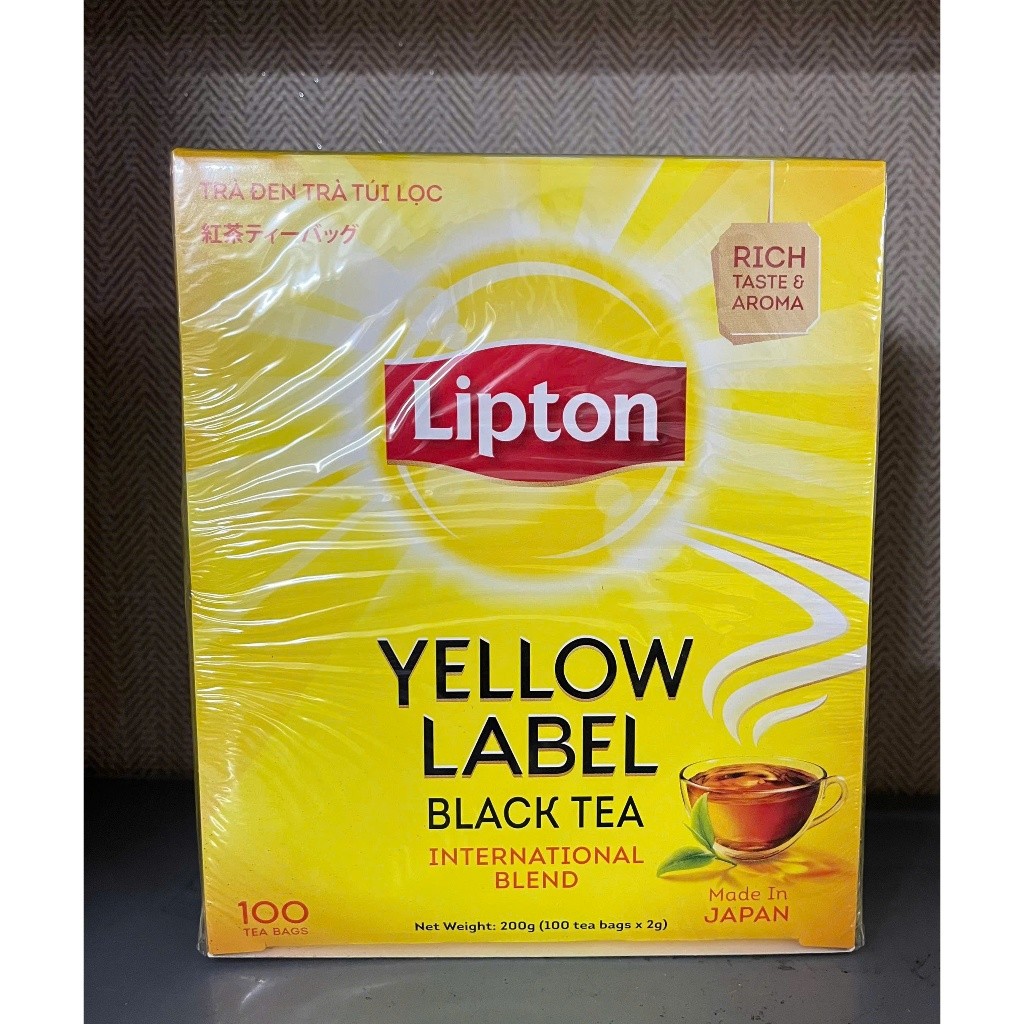 TRÀ ĐEN TRÀ TÚI LỌC
紅茶ティーバッグ
RICH
TASTE &
AROMA
Lipton
YELLOW
LABEL
BLACK TEA
INTERNATIONAL
BLEND
Made In
JAPAN
100
TEA BAGS
Net Weight: 200g (100 tea bags x 2g)